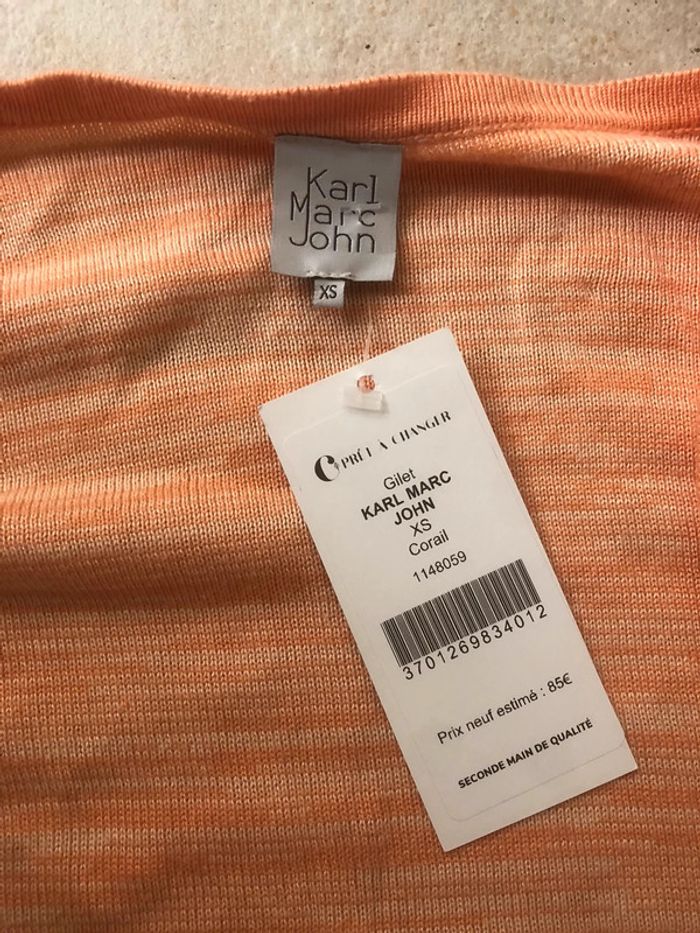 Karl
Marc
John
XS
PRÊT À CHANGER
Gilet
KARL MARC
JOHN
XS
Corail
1148059
3701269834012
Prix neuf estimé : 85€
SECONDE MAIN DE QUALITÉ